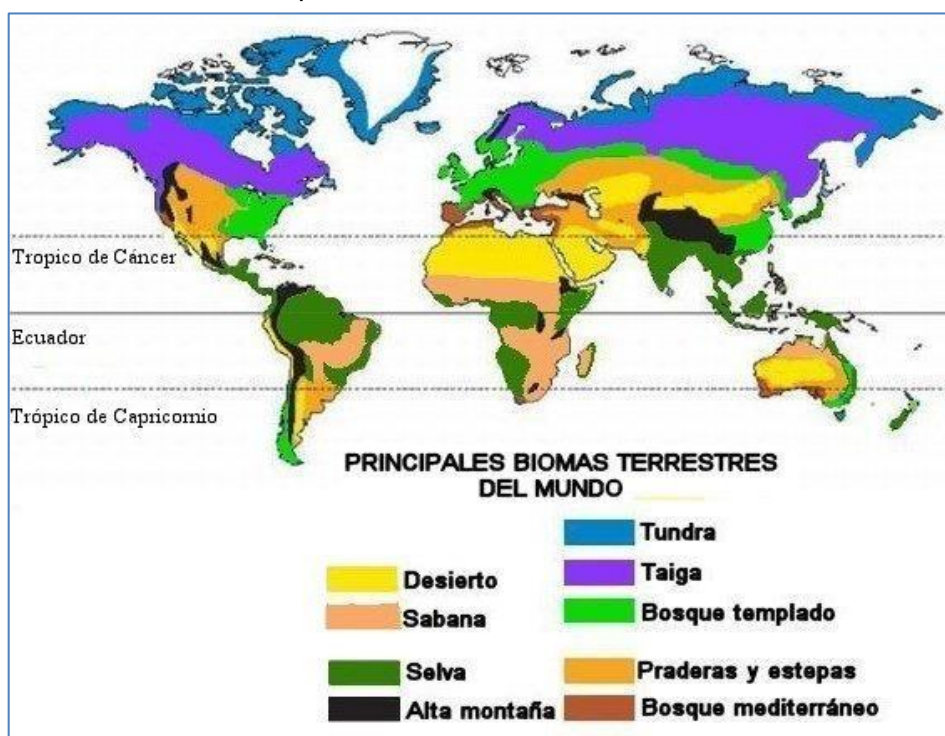 Tropico de Cáncer
Ecuador
Trópico de Capricornio
PRINCIPALES BIOMAS TERRESTRES
DEL MUNDO
Desierto
Sabana
Selva
Alta montaña
Tundra
Taiga
Bosque templado
Praderas y estepas
Bosque mediterráneo